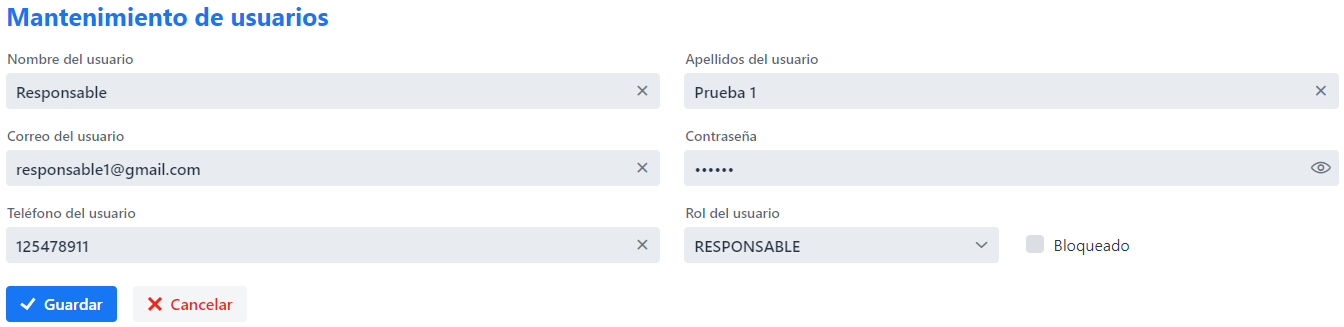 Mantenimiento de usuarios
Nombre del usuario
Apellidos del usuario
Responsable
Prueba 1
Correo del usuario
Contraseña
responsable1@gmail.com
••••••
Teléfono del usuario
Rol del usuario
125478911
RESPONSABLE
Bloqueado
Guardar
Cancelar